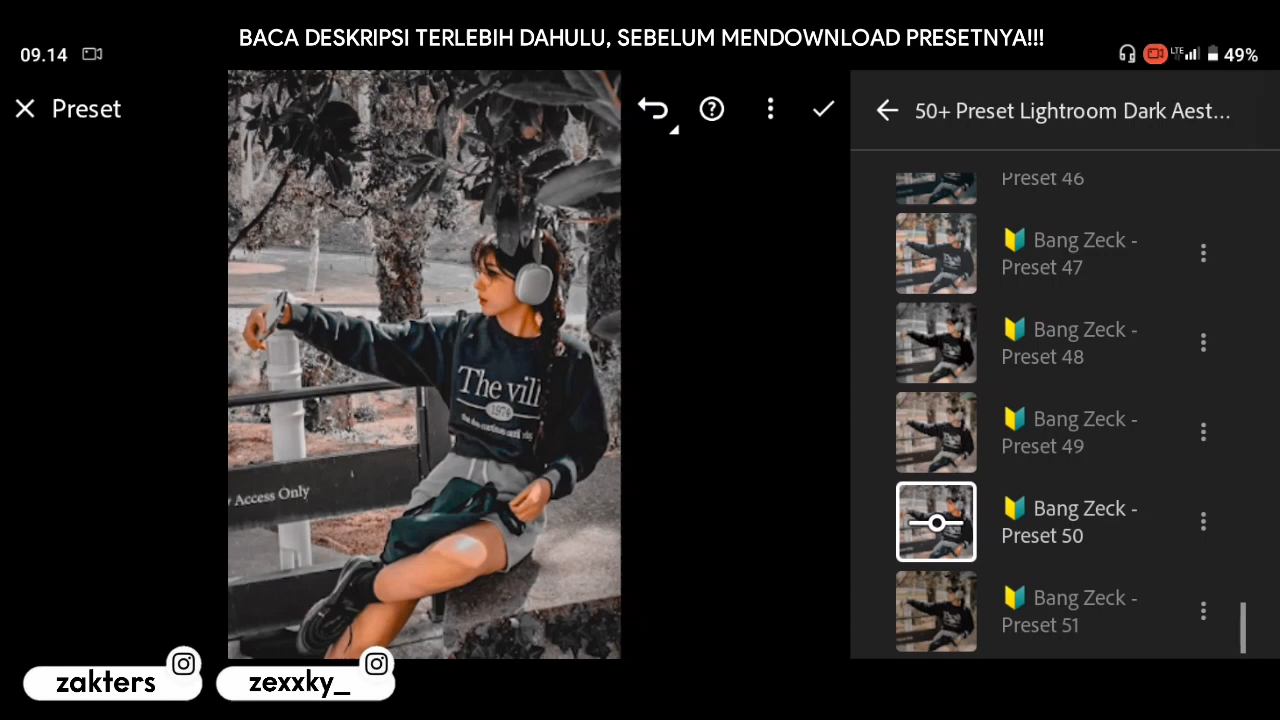 BACA DESKRIPSI TERLEBIH DAHULU, SEBELUM MENDOWNLOAD PRESETNYA!!!
09.14
LTE
49%
Preset
50+ Preset Lightroom Dark Aest...
Preset 46
Bang Zeck -
Preset 47
Bang Zeck -
Preset 48
Bang Zeck -
Preset 49
Bang Zeck -
Preset 50
Bang Zeck -
Preset 51
The vill
1974
y Access Only
zakters
zexxky_